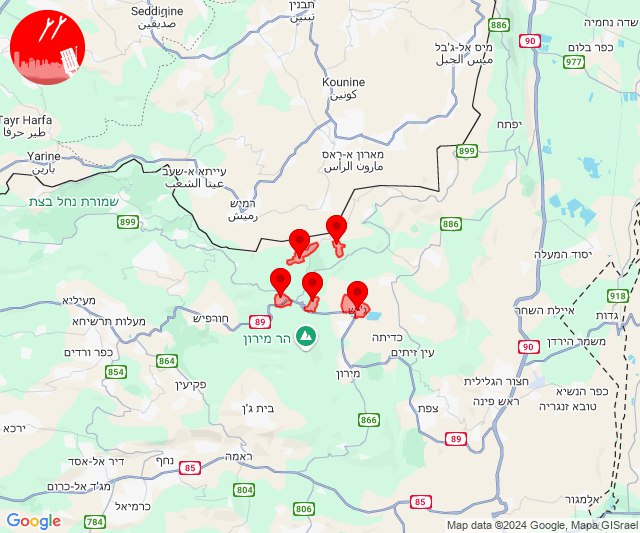 Seddigine
صديقين
תבנין
تبنين
שדה נחמיה
886
90
מיס אל-ג'בל
ميس الجبل
כפר בלום
977
Kounine
כונין
Tayr Harfa
طير حرفا
יפתח
Yarine
يارين
מארון א-ראס
مارون الرأس
899
עייתא א-שעב
عيتا الشعب
שמורת נחל בצת
רמיש
رميش
899
886
יסוד המעלה
918
מעליא
איילת השחר
גדות
חורפיש
מעלות תרשיחא
89
משמר הירדן
כדיתה
הר מירון
90
כפר ורדים
864
עין זיתים
854
מירון
חצור הגלילית
פקיעין
כפר הנשיא
ראש פינה
טובא זנגריה
בית ג'ן
צפת
866
ירכא
89
ראמה
נחף
דיר אל-אסד
85
מג'ד אל-כרום
804
85
אלמגור
כרמיאל
806
784
Google
Map data ©2024 Google, Mapa GISrael